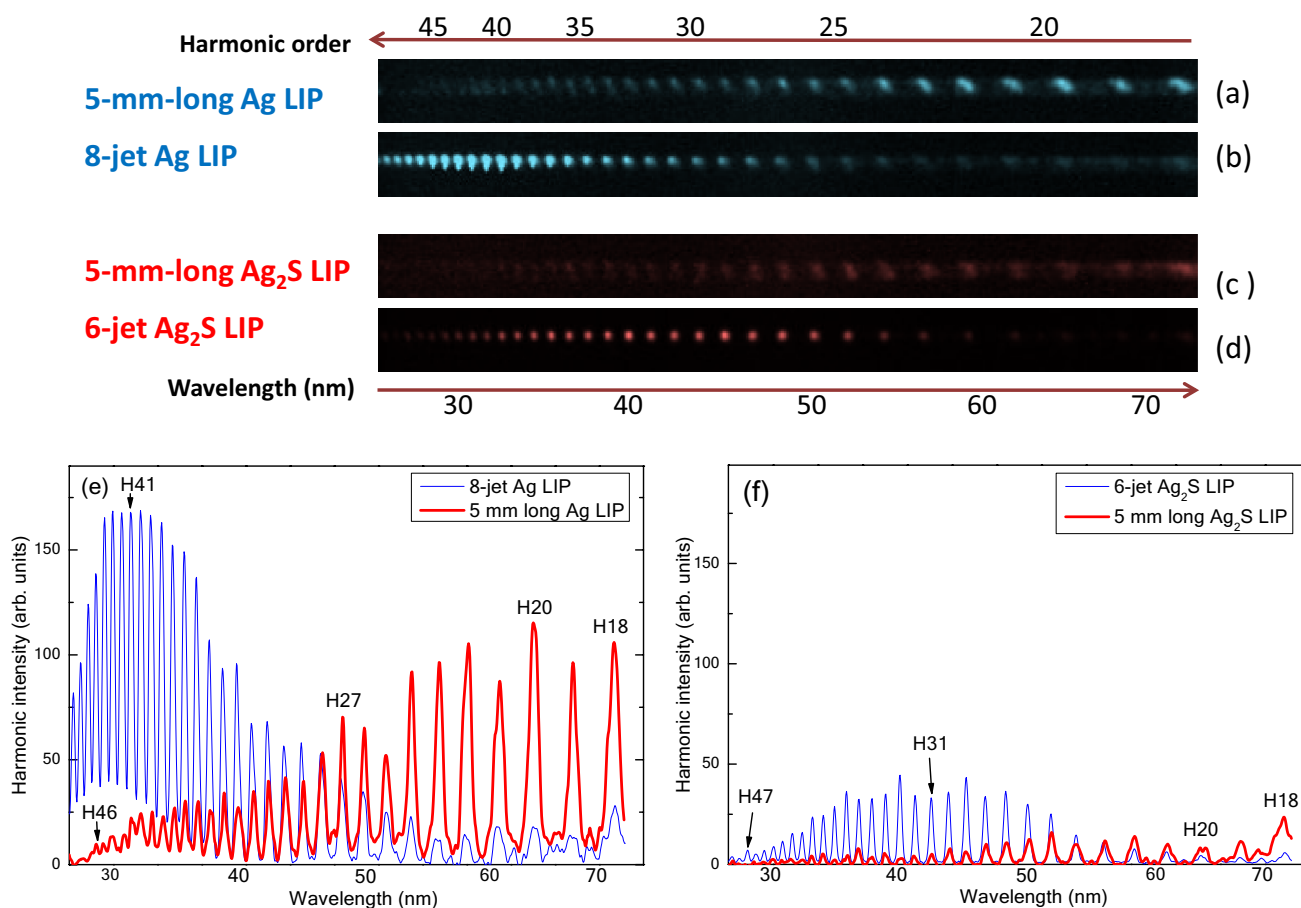 45 40 35 30 25 20
Harmonic order
5-mm-long Ag LIP
(a)
8-jet Ag LIP
(b)
5-mm-long Ag₂S LIP
(c )
6-jet Ag₂S LIP
(d)
Wavelength (nm)
30 40 50 60 70
(e)
H41
8-jet Ag LIP
5 mm long Ag LIP
H20
H18
H27
H46
150
100
50
0
Harmonic intensity (arb. units)
30 40 50 60 70
Wavelength (nm)
(f)
6-jet Ag₂S LIP
5 mm long Ag₂S LIP
H31
H47
H18
H20
150
100
50
0
Harmonic intensity (arb. units)
30 40 50 60 70
Wavelength (nm)